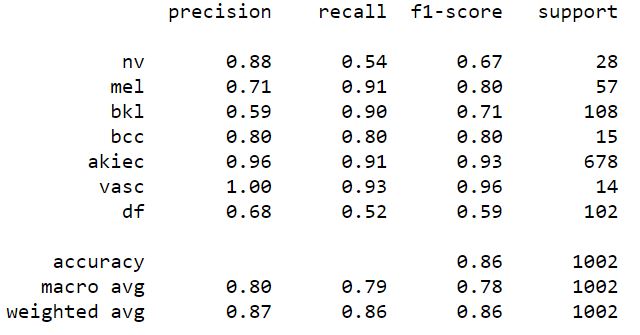 precision recall f1-score support
nv 0.88 0.54 0.67 28
mel 0.71 0.91 0.80 57
bkl 0.59 0.90 0.71 108
bcc 0.80 0.80 0.80 15
akiec 0.96 0.91 0.93 678
vasc 1.00 0.93 0.96 14
df 0.68 0.52 0.59 102
accuracy 0.86 1002
macro avg 0.80 0.79 0.78 1002
weighted avg 0.87 0.86 0.86 1002